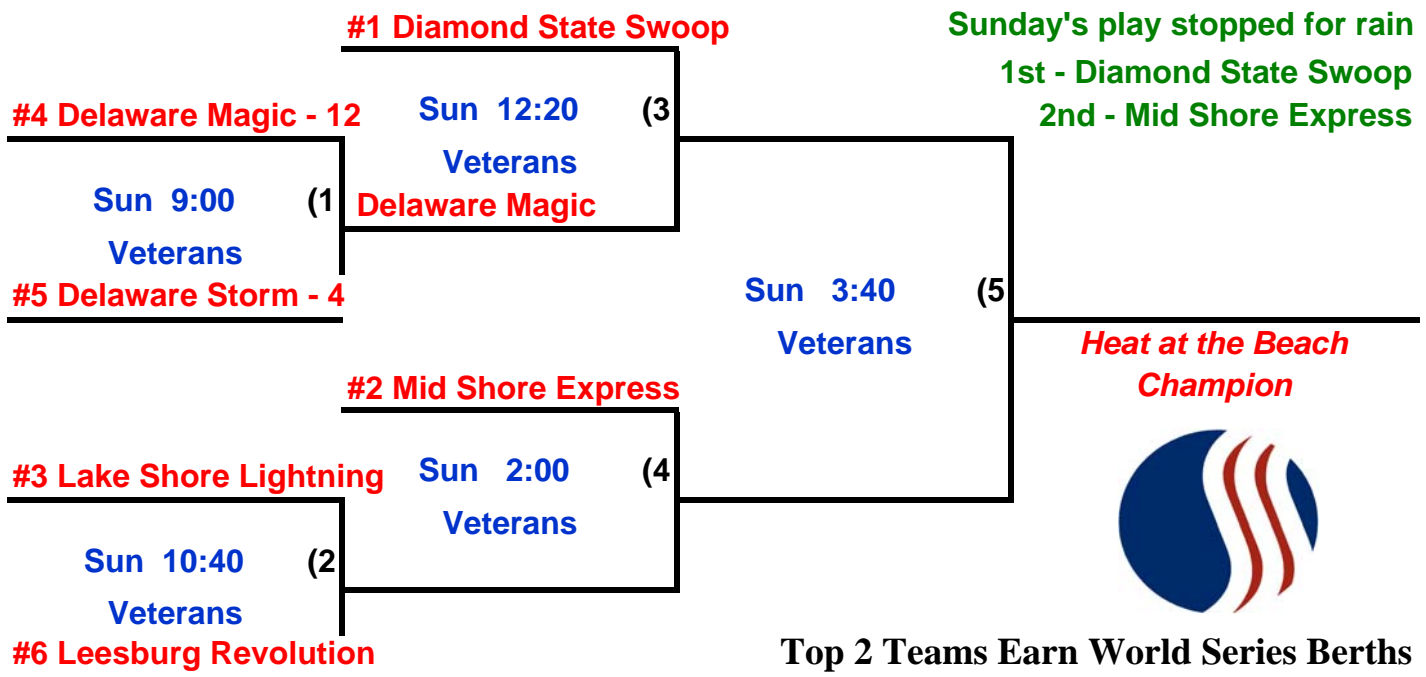 #1 Diamond State Swoop
Sunday's play stopped for rain
1st - Diamond State Swoop
2nd - Mid Shore Express
#4 Delaware Magic - 12
Sun 12:20 (3
Veterans
Sun 9:00 (1
Delaware Magic
Veterans
#5 Delaware Storm - 4
Sun 3:40 (5
Veterans
Heat at the Beach
Champion
#2 Mid Shore Express
#3 Lake Shore Lightning
Sun 2:00 (4
Veterans
Sun 10:40 (2
Veterans
#6 Leesburg Revolution
Top 2 Teams Earn World Series Berths